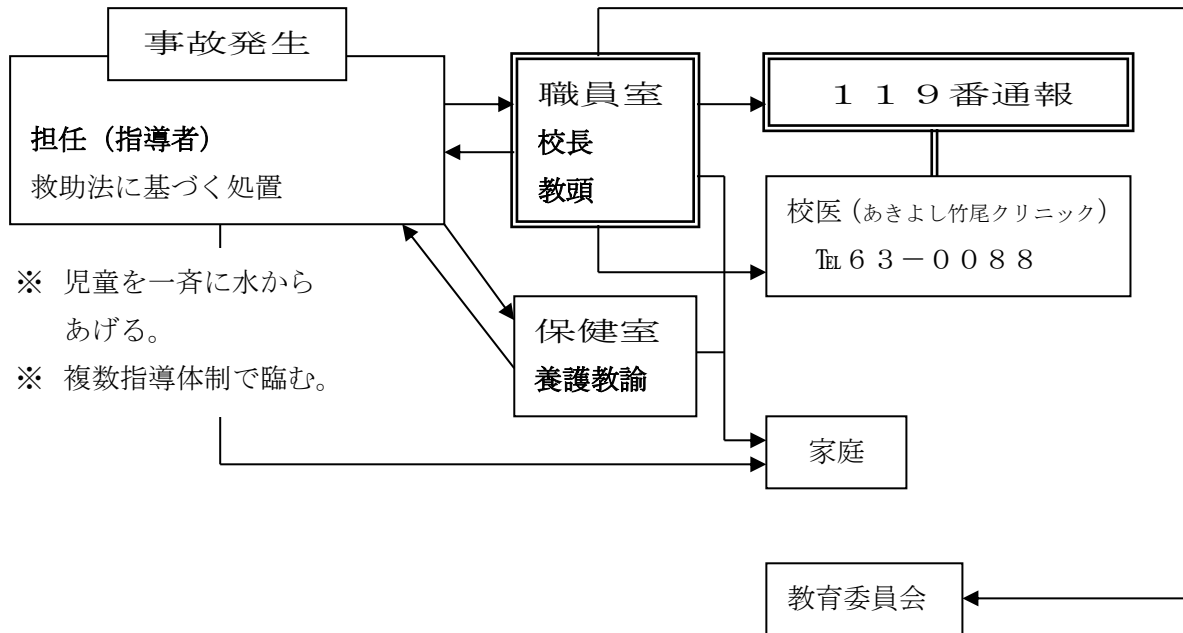 事故発生
担任（指導者）
救助法に基づく処置
※　児童を一斉に水から
あげる。
※　複数指導体制で臨む。
職員室
校長
教頭
保健室
養護教諭
１１９番通報
校医（あきよし竹尾クリニック）
℡６３－００８８
家庭
教育委員会